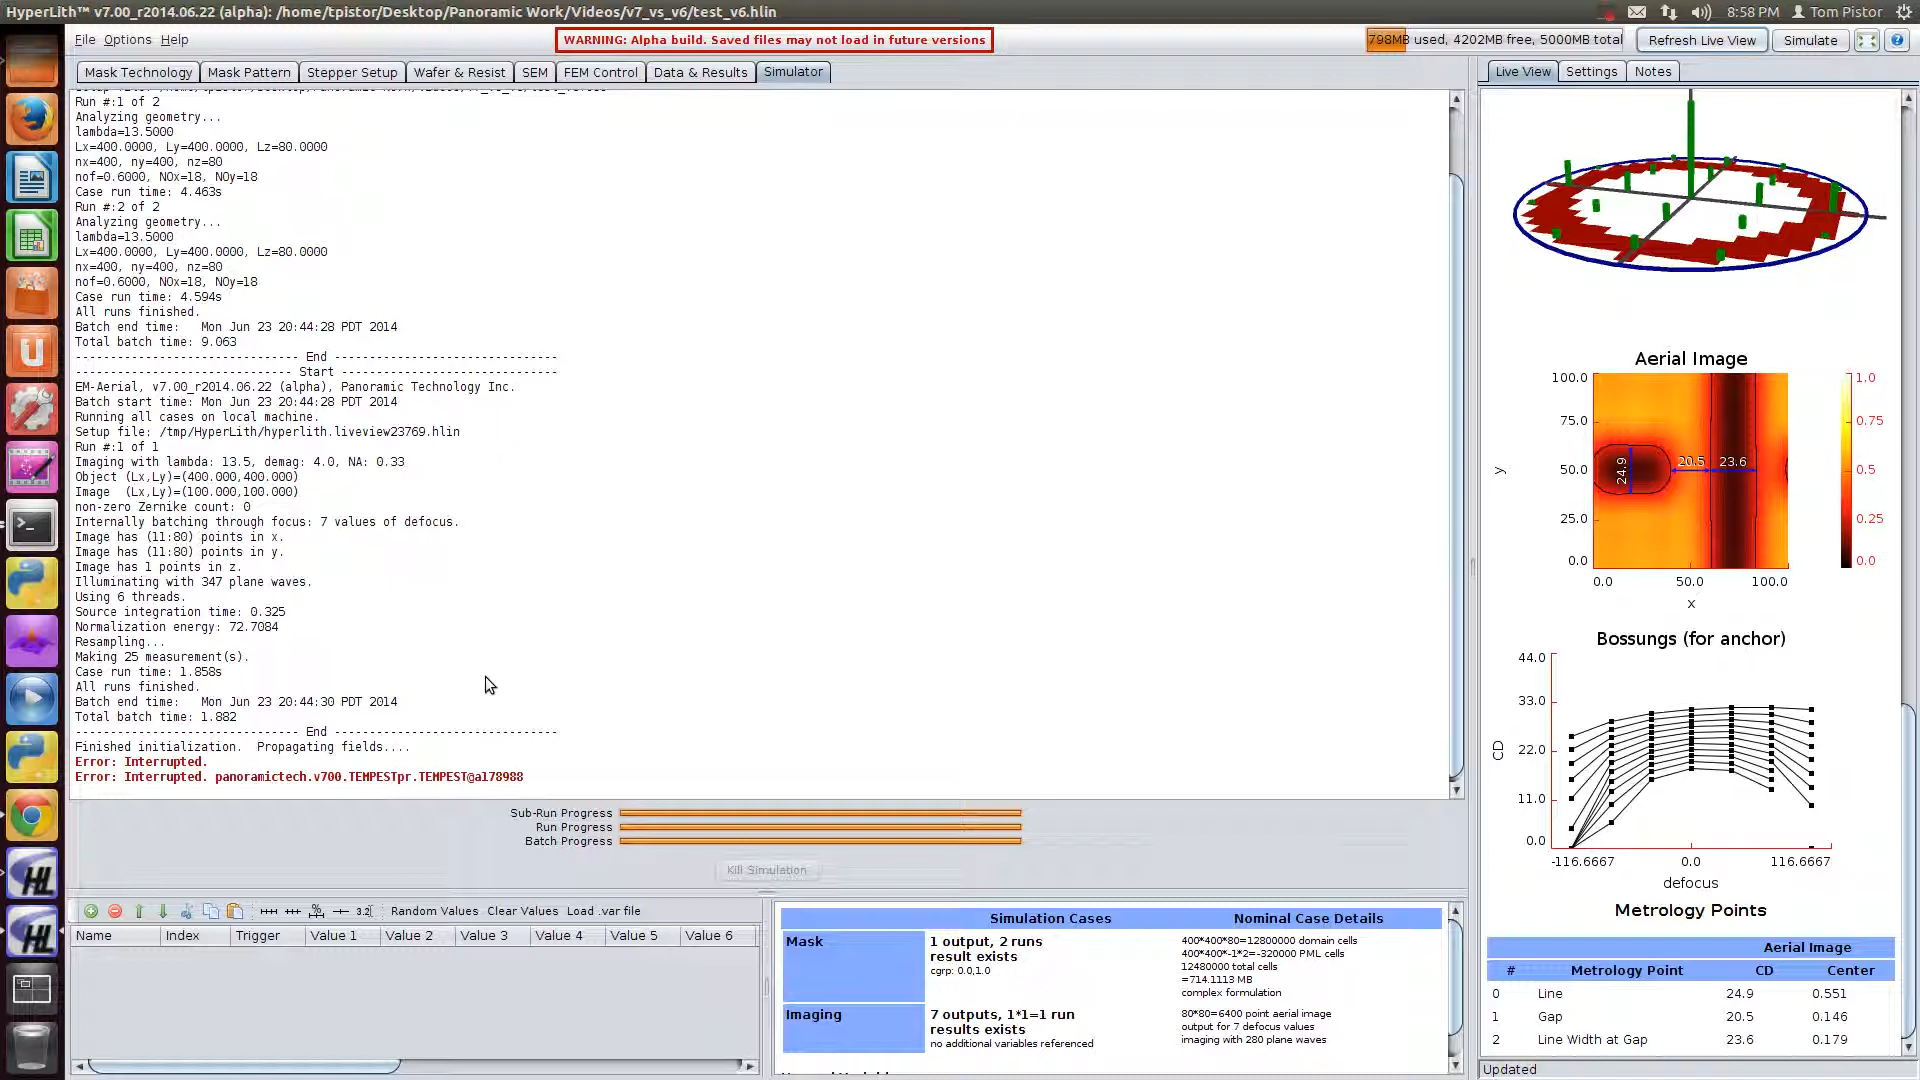 HyperLith™ v7.00_r2014.06.22 (alpha): /home/tpistor/Desktop/Panoramic Work/Videos/v7_vs_v6/test_v6.hlin
8:58 PM Tom Pistor
File Options Help
WARNING: Alpha build. Saved files may not load in future versions
798MB used, 4202MB free, 5000MB total
Refresh Live View Simulate
Mask Technology Mask Pattern Stepper Setup Wafer & Resist SEM FEM Control Data & Results Simulator
Live View Settings Notes
Run #:1 of 2
Analyzing geometry...
lambda=13.5000
Lx=400.0000, Ly=400.0000, Lz=80.0000
nx=400, ny=400, nz=80
nof=0.6000, NOx=18, NOy=18
Case run time: 4.463s
Run #:2 of 2
Analyzing geometry...
lambda=13.5000
Lx=400.0000, Ly=400.0000, Lz=80.0000
nx=400, ny=400, nz=80
nof=0.6000, NOx=18, NOy=18
Case run time: 4.594s
All runs finished.
Batch end time:   Mon Jun 23 20:44:28 PDT 2014
Total batch time: 9.063
------------------------------ End ------------------------------
------------------------------ Start ------------------------------
EM-Aerial, v7.00_r2014.06.22 (alpha), Panoramic Technology Inc.
Batch start time: Mon Jun 23 20:44:28 PDT 2014
Running all cases on local machine.
Setup file: /tmp/HyperLith/hyperlith.liveview23769.hlin
Run #:1 of 1
Imaging with lambda: 13.5, demag: 4.0, NA: 0.33
Object (Lx,Ly)=(400.000,400.000)
Image  (Lx,Ly)=(100.000,100.000)
non-zero Zernike count: 0
Internally batching through focus: 7 values of defocus.
Image has (11:80) points in x.
Image has (11:80) points in y.
Image has 1 points in z.
Illuminating with 347 plane waves.
Using 6 threads.
Source integration time: 0.325
Normalization energy: 72.7084
Resampling...
Making 25 measurement(s).
Case run time: 1.858s
All runs finished.
Batch end time:   Mon Jun 23 20:44:30 PDT 2014
Total batch time: 1.882
------------------------------ End ------------------------------
Finished initialization.  Propagating fields....
Error: Interrupted.
Error: Interrupted. panoramictech.v700.TEMPESTpr.TEMPEST@a178988
Sub-Run Progress
Run Progress
Batch Progress
Kill Simulation
3.2
Random Values Clear Values Load .var file
Name Index Trigger Value 1 Value 2 Value 3 Value 4 Value 5 Value 6
Simulation Cases Nominal Case Details
Mask
1 output, 2 runs
result exists
cgrp: 0.0,1.0
400*400*80=12800000 domain cells
400*400*-1*2=-320000 PML cells
12480000 total cells
=714.1113 MB
complex formulation
Imaging
7 outputs, 1*1=1 run
results exists
no additional variables referenced
80*80=6400 point aerial image
output for 7 defocus values
imaging with 280 plane waves
Aerial Image
100.0
75.0
50.0
25.0
0.0
y
0.0 50.0 100.0
x
24.9
20.5
23.6
1.0
0.75
0.5
0.25
0.0
Bossungs (for anchor)
44.0
33.0
22.0
11.0
0.0
CD
-116.6667 0.0 116.6667
defocus
Metrology Points
Aerial Image
# Metrology Point CD Center
0 Line 24.9 0.551
1 Gap 20.5 0.146
2 Line Width at Gap 23.6 0.179
Updated